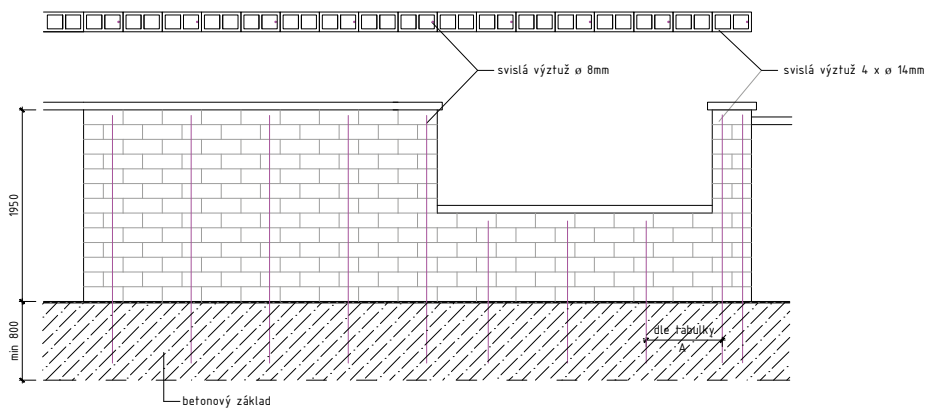 svislá výztuž ø 8mm
svislá výztuž 4 x ø 14mm
1950
min 800
dle tabulky
A
betonový základ